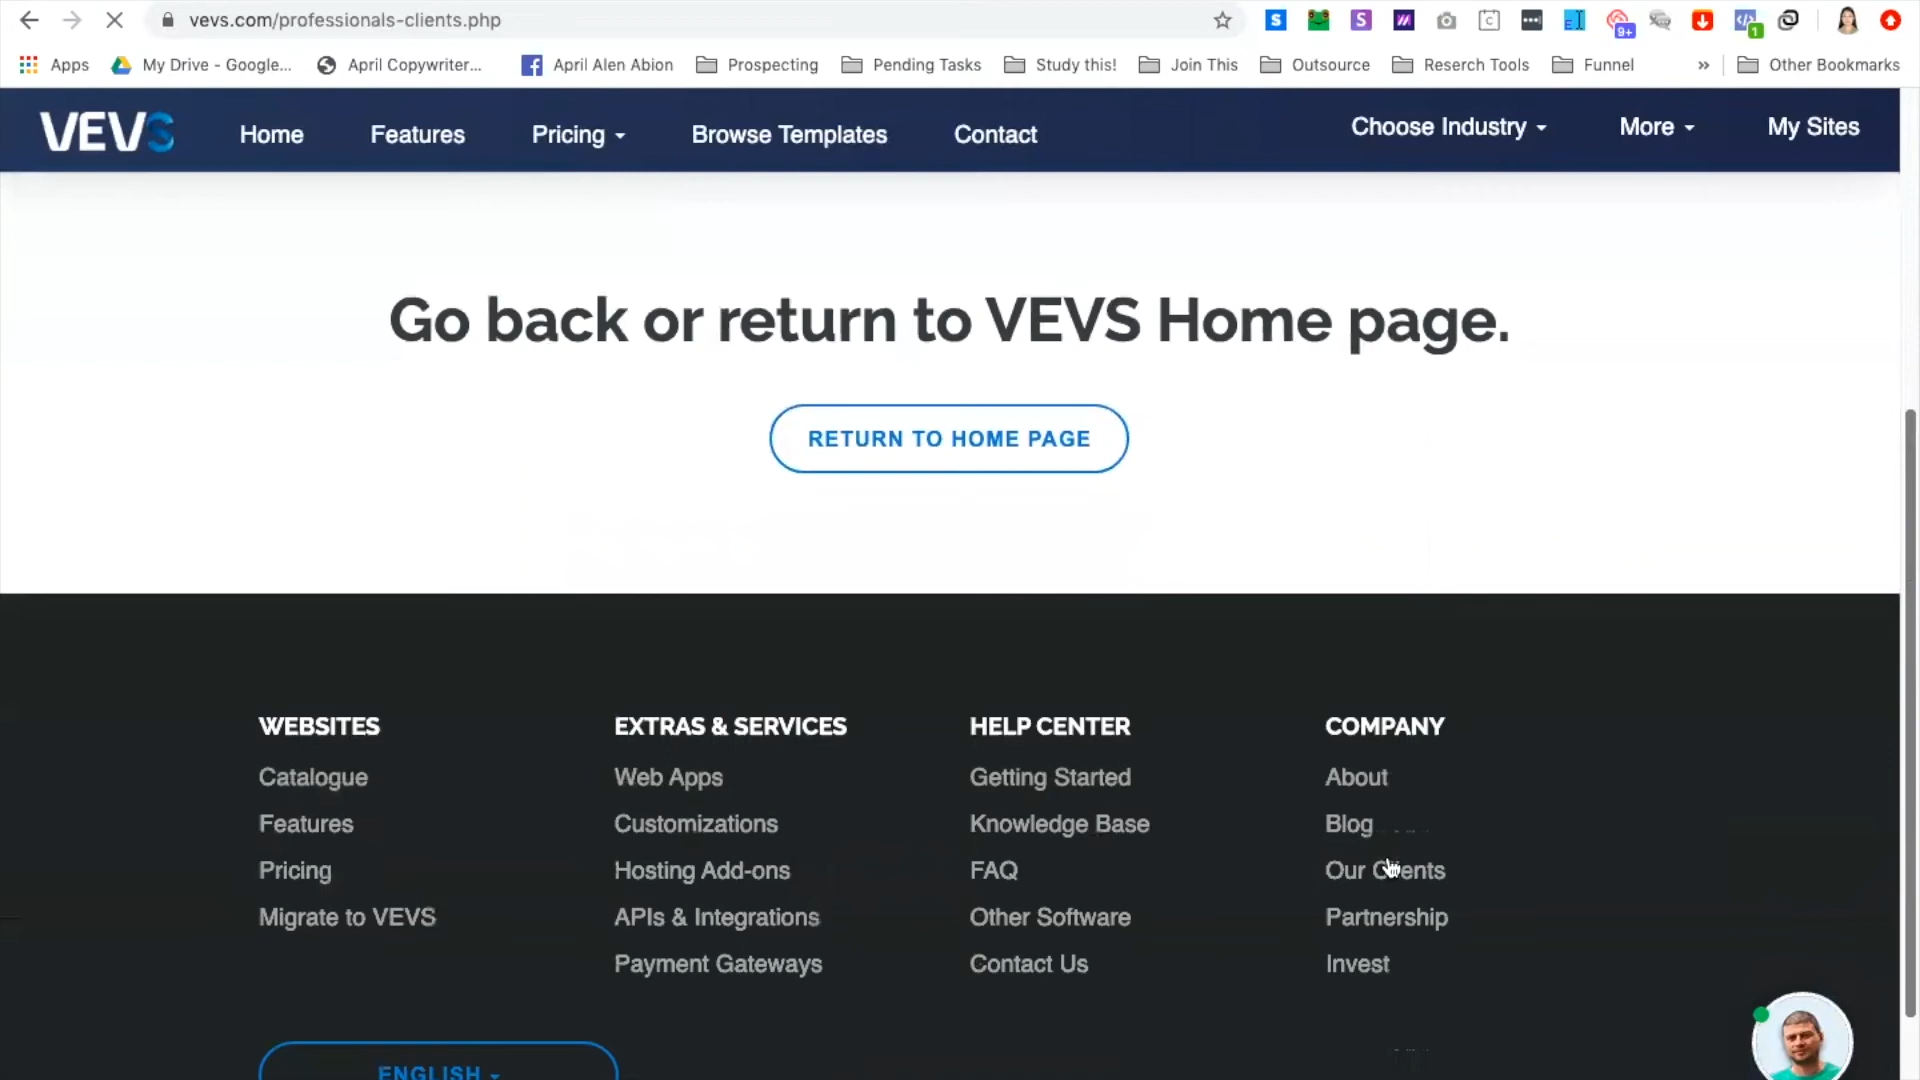 vevs.com/professionals-clients.php
S
S
C
E
9+
1
Apps
My Drive - Google...
April Copywriter...
April Alen Abion
Prospecting
Pending Tasks
Study this!
Join This
Outsource
Reserch Tools
Funnel
»
Other Bookmarks
VEVS
Home
Features
Pricing
Browse Templates
Contact
Choose Industry
More
My Sites
Go back or return to VEVS Home page.
RETURN TO HOME PAGE
WEBSITES
Catalogue
Features
Pricing
Migrate to VEVS
EXTRAS & SERVICES
Web Apps
Customizations
Hosting Add-ons
APIs & Integrations
Payment Gateways
HELP CENTER
Getting Started
Knowledge Base
FAQ
Other Software
Contact Us
COMPANY
About
Blog
Our Clients
Partnership
Invest
ENGLISH